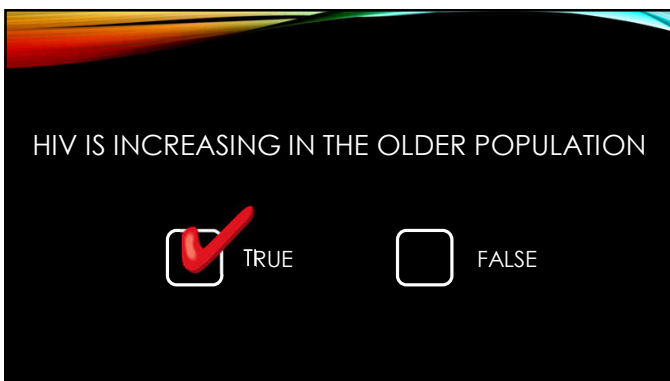 HIV IS INCREASING IN THE OLDER POPULATION
TRUE FALSE